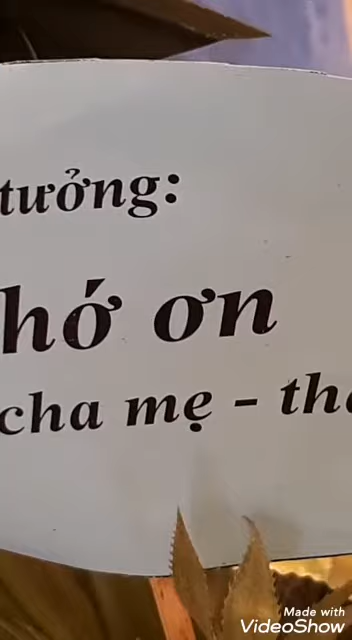 tưởng:
hớ ơn
cha mẹ - th
Made with
VideoShow